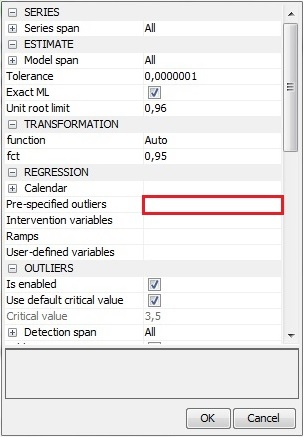 SERIES
Series span All
ESTIMATE
Model span All
Tolerance 0,0000001
Exact ML
Unit root limit 0,96
TRANSFORMATION
function Auto
fct 0,95
REGRESSION
Calendar
Pre-specified outliers
Intervention variables
Ramps
User-defined variables
OUTLIERS
Is enabled
Use default critical value
Critical value 3,5
Detection span All
OK Cancel